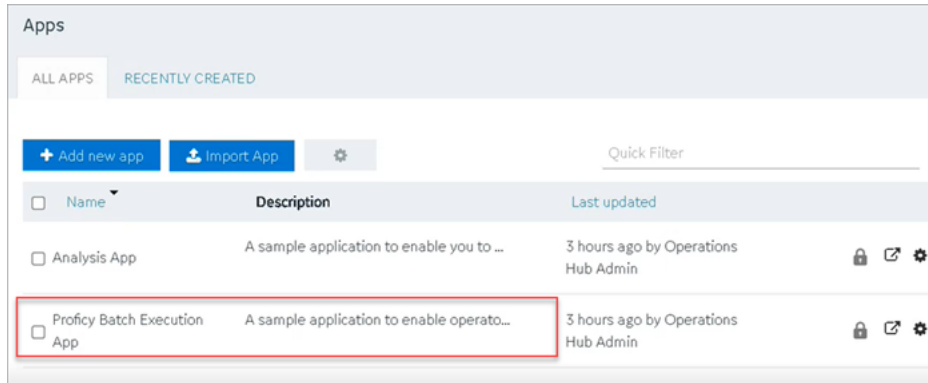 Apps
ALL APPS RECENTLY CREATED
Add new app Import App Quick Filter
Name Description Last updated
Analysis App A sample application to enable you to ... 3 hours ago by Operations
Hub Admin
Proficy Batch Execution A sample application to enable operato... 3 hours ago by Operations
App Hub Admin